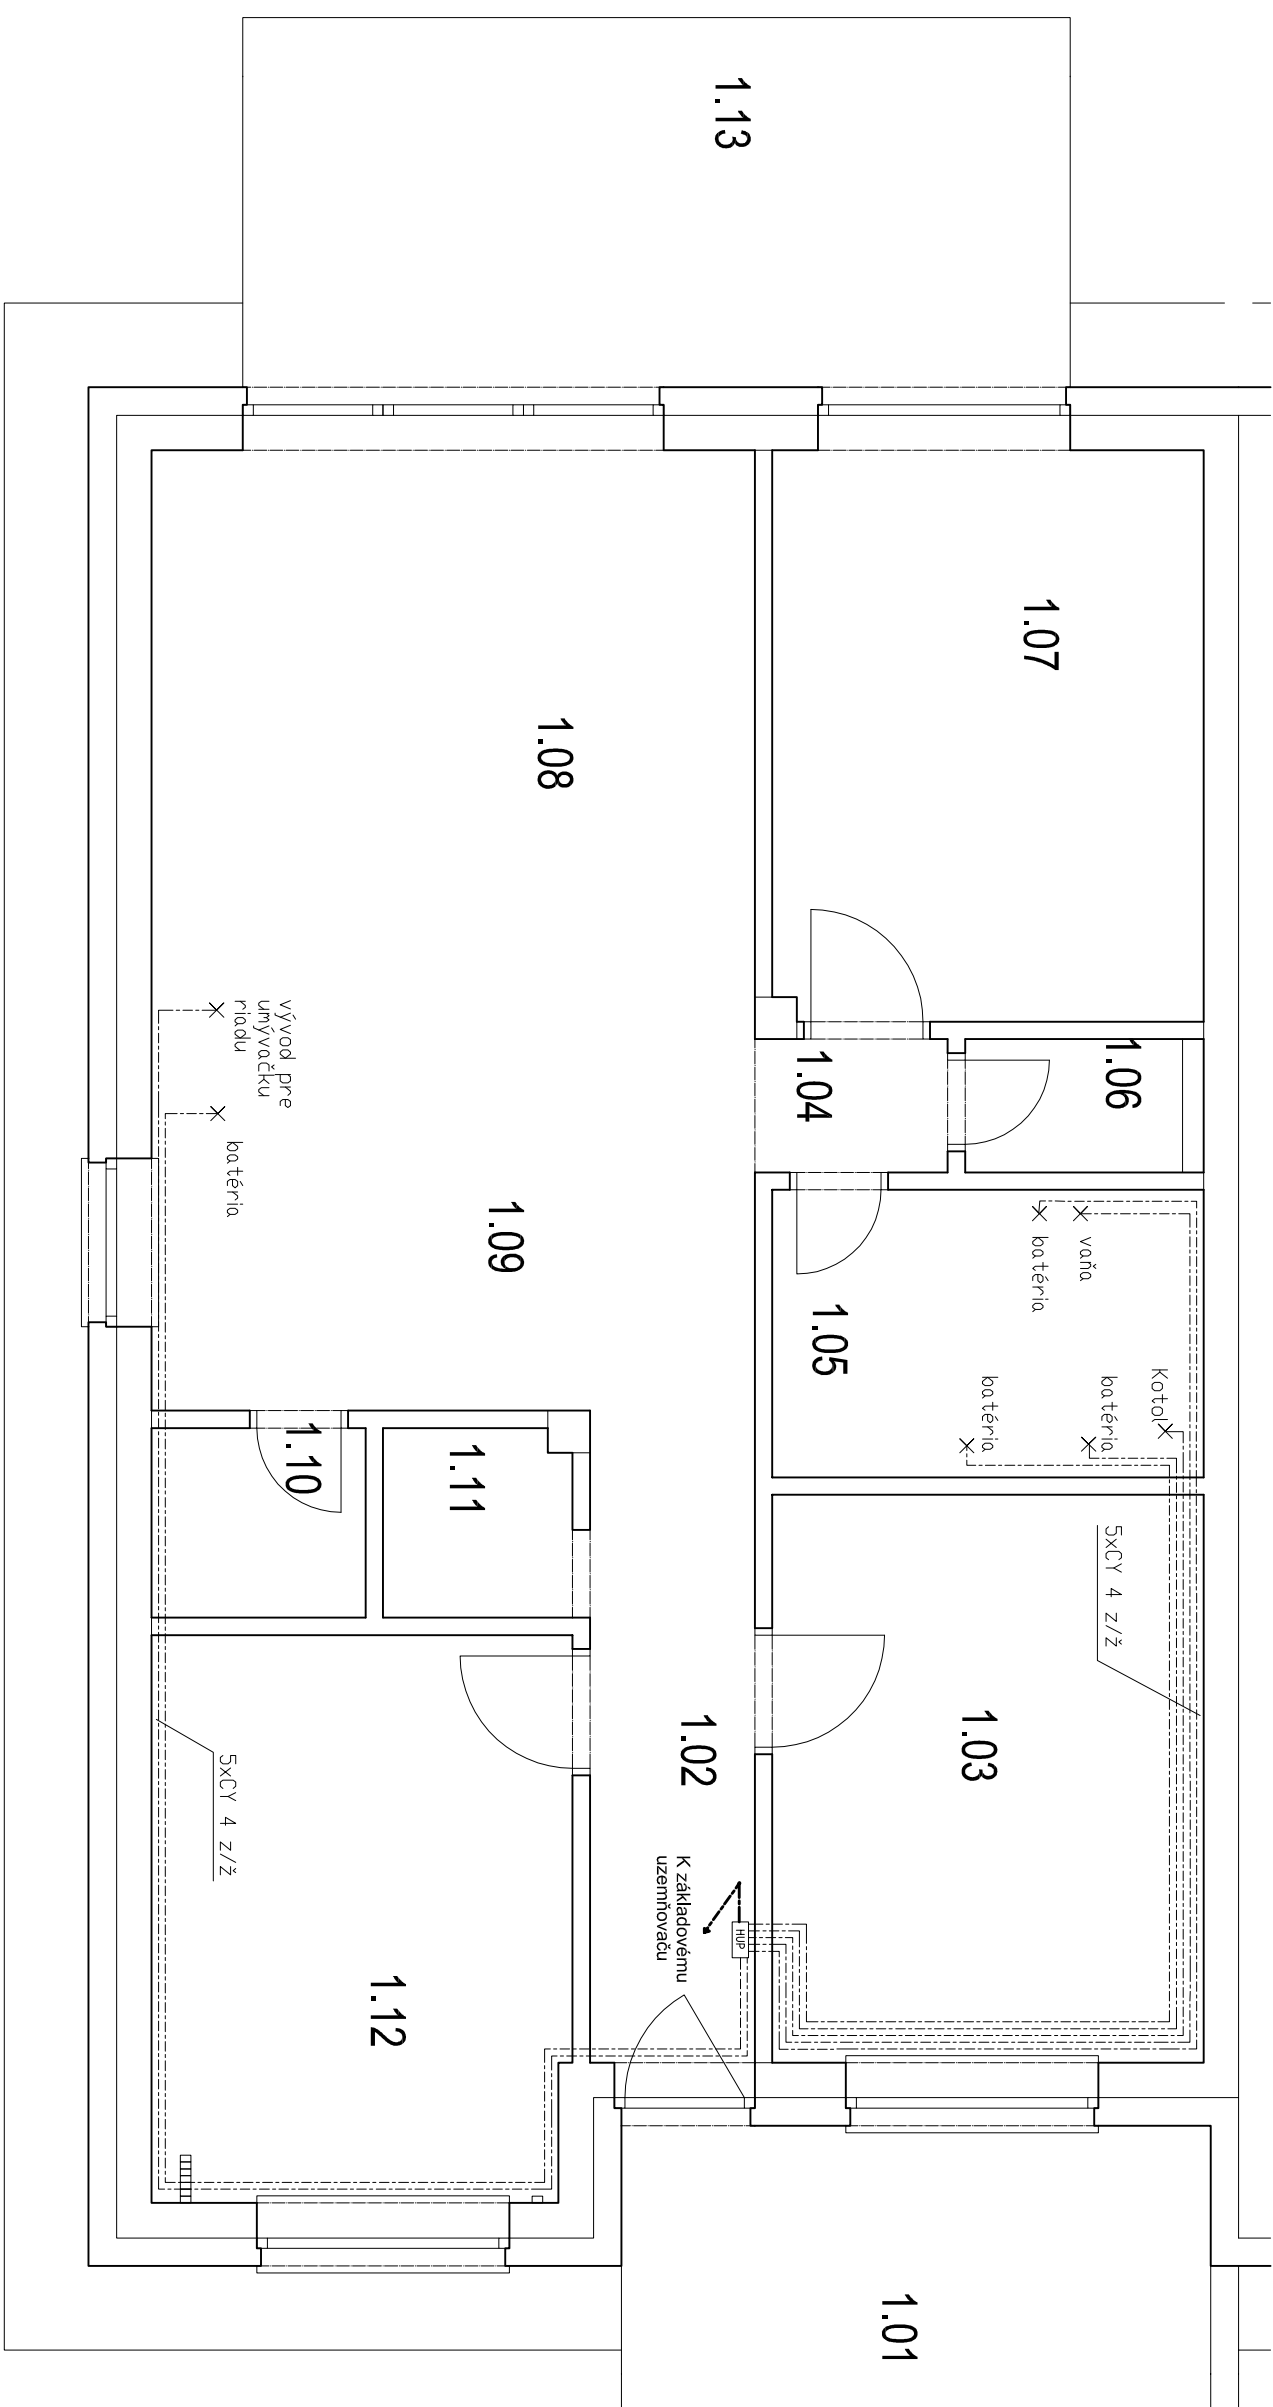 1.13
1.07
1.08
1.06
1.04
vývod pre
umývačku
riadu
batéria
vaňa
batéria
1.09
1.05
Kotol
batéria
batéria
1.10
1.11
5xCY 4 z/ž
1.03
1.02
5xCY 4 z/ž
K základovému
uzemňovaču
HUP
1.12
1.01